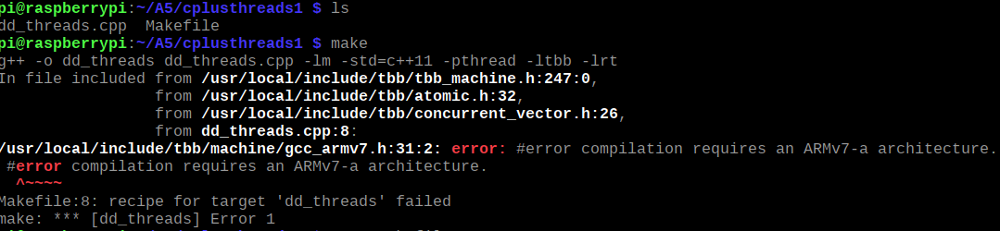 pi@raspberrypi:~/A5/cplusthreads1 $ ls
dd_threads.cpp  Makefile
pi@raspberrypi:~/A5/cplusthreads1 $ make
g++ -o dd_threads dd_threads.cpp -lm -std=c++11 -pthread -ltbb -lrt
In file included from /usr/local/include/tbb/tbb_machine.h:247:0,
                 from /usr/local/include/tbb/atomic.h:32,
                 from /usr/local/include/tbb/concurrent_vector.h:26,
                 from dd_threads.cpp:8:
/usr/local/include/tbb/machine/gcc_armv7.h:31:2: error: #error compilation requires an ARMv7-a architecture.
 #error compilation requires an ARMv7-a architecture.
  ^~~~~
Makefile:8: recipe for target 'dd_threads' failed
make: *** [dd_threads] Error 1